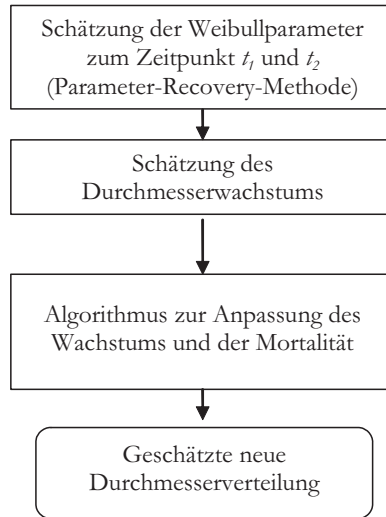 Schätzung der Weibullparameter
zum Zeitpunkt t₁ und t₂
(Parameter-Recovery-Methode)
Schätzung des
Durchmesserwachstums
Algorithmus zur Anpassung des
Wachstums und der Mortalität
Geschätzte neue
Durchmesserverteilung